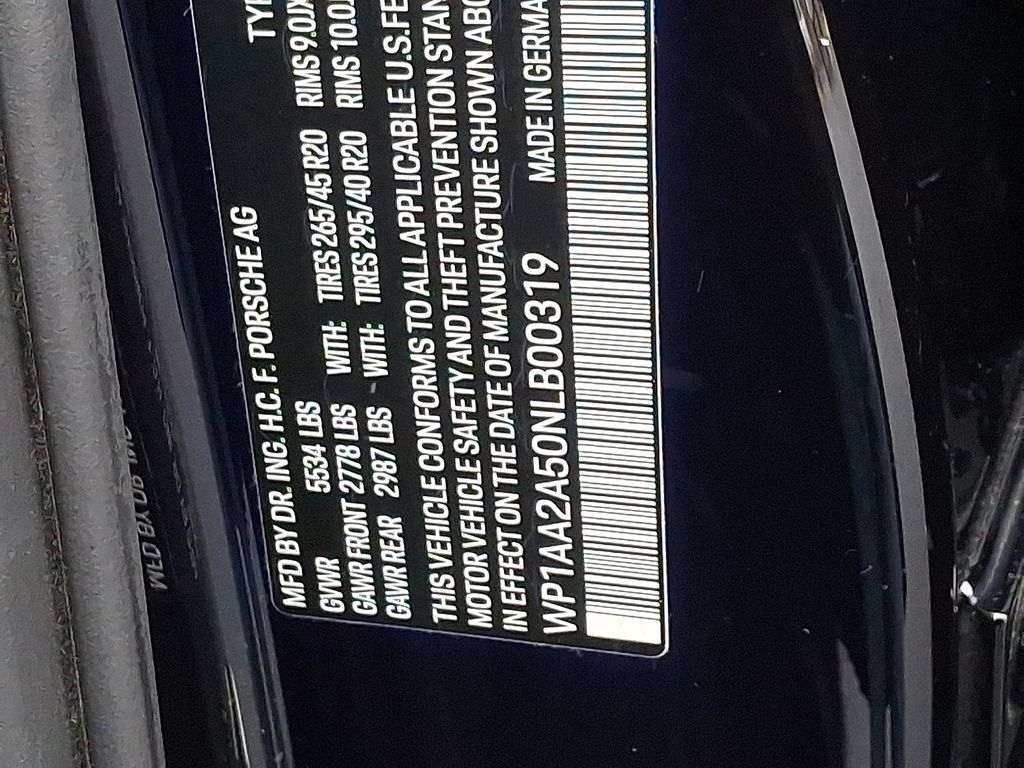 MFD BY DR. ING. H.C. F. PORSCHE AG TYP
GVWR 5534 LBS WITH: TIRES 265/45 R20 RIMS 9.0J
GAWR FRONT 2778 LBS WITH: TIRES 295/40 R20 RIMS 10.0
GAWR REAR 2987 LBS
THIS VEHICLE CONFORMS TO ALL APPLICABLE U.S. FE
MOTOR VEHICLE SAFETY AND THEFT PREVENTION STAN
IN EFFECT ON THE DATE OF MANUFACTURE SHOWN ABO
WP1AA2A50NLB00319 MADE IN GERMA